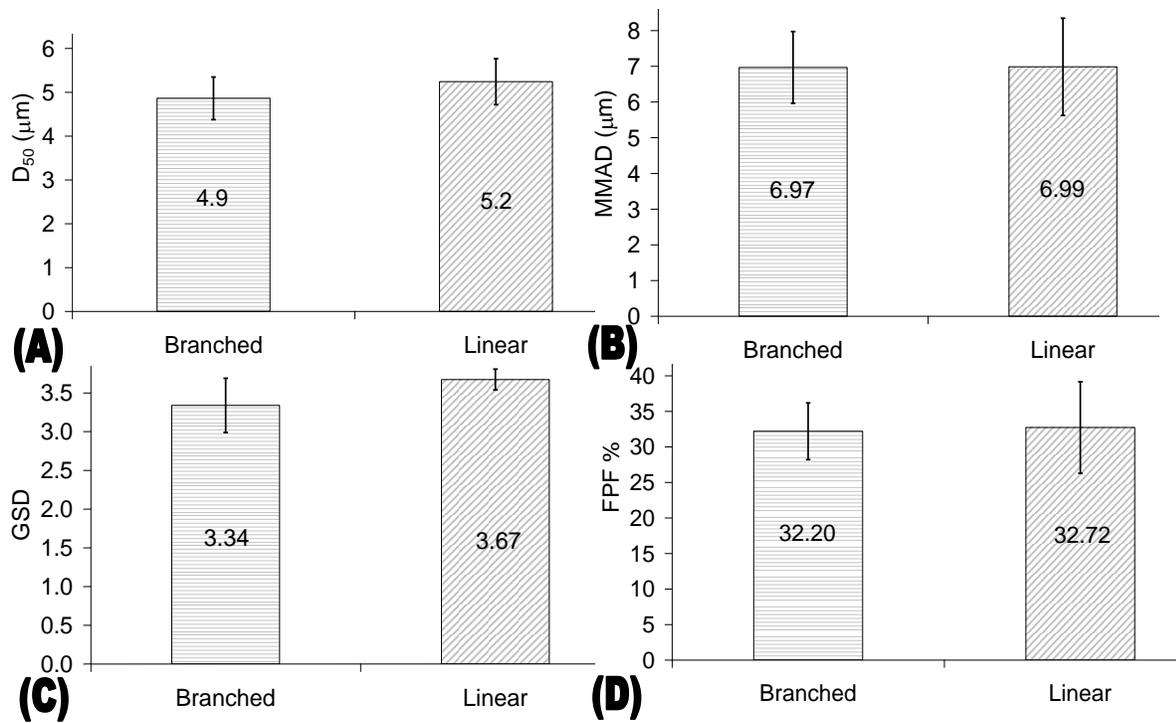 D50 (μm)
6
5
4
3
2
1
0
4.9
5.2
Branched
Linear
(A)
MMAD (μm)
8
7
6
5
4
3
2
1
0
6.97
6.99
Branched
Linear
(B)
GSD
3.5
3.0
2.5
2.0
1.5
1.0
0.5
0.0
3.34
3.67
Branched
Linear
(C)
FPF %
40
35
30
25
20
15
10
5
0
32.20
32.72
Branched
Linear
(D)